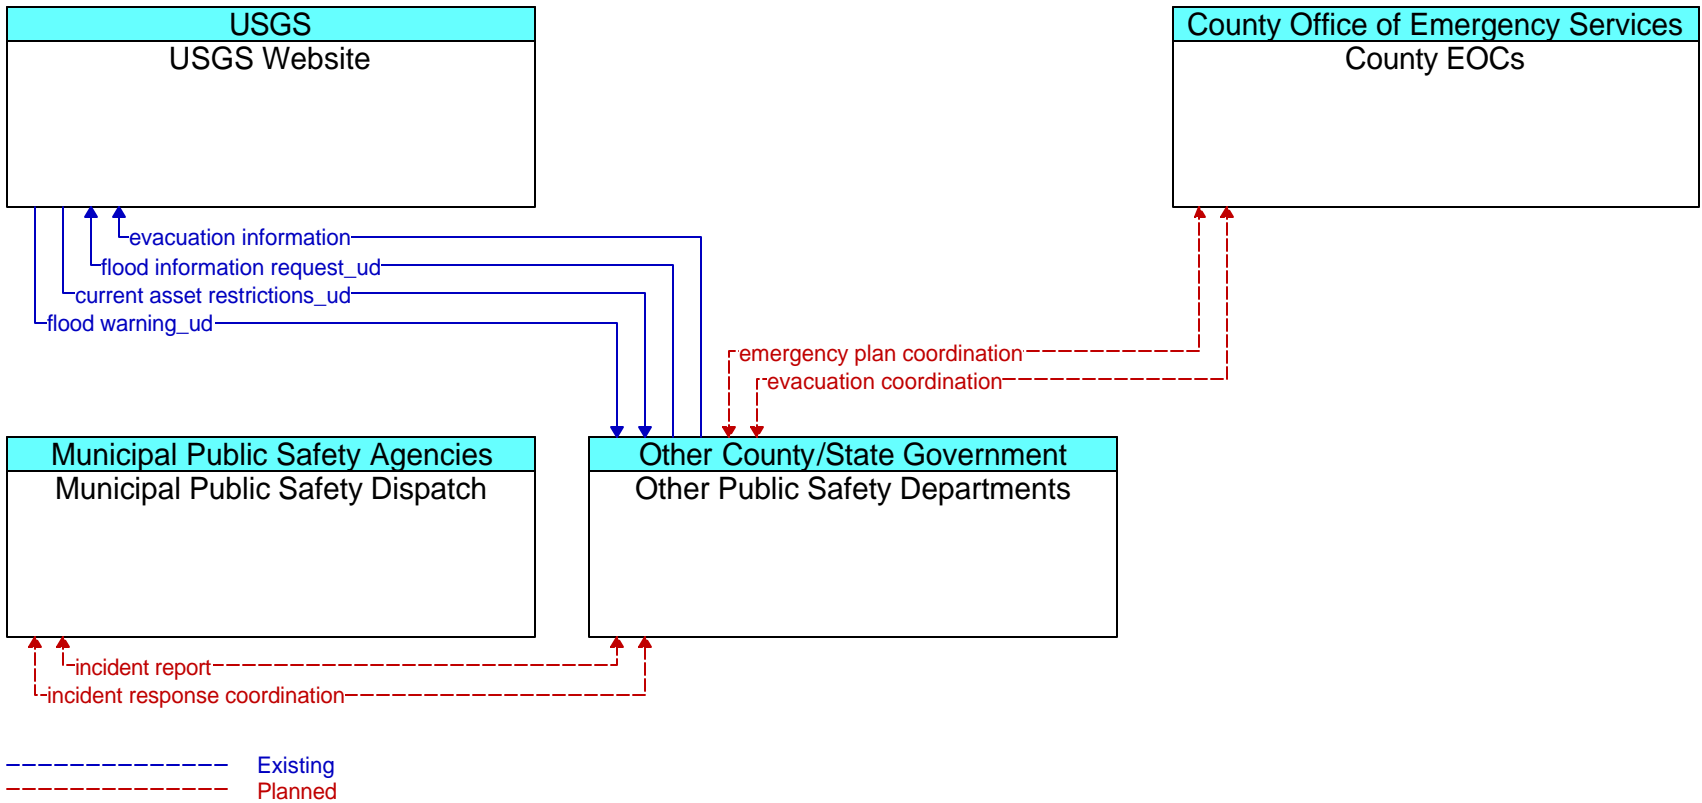 USGS
USGS Website
County Office of Emergency Services
County EOCs
evacuation information
flood information request_ud
current asset restrictions_ud
flood warning_ud
emergency plan coordination
evacuation coordination
Municipal Public Safety Agencies
Municipal Public Safety Dispatch
Other County/State Government
Other Public Safety Departments
incident report
incident response coordination
Existing
Planned